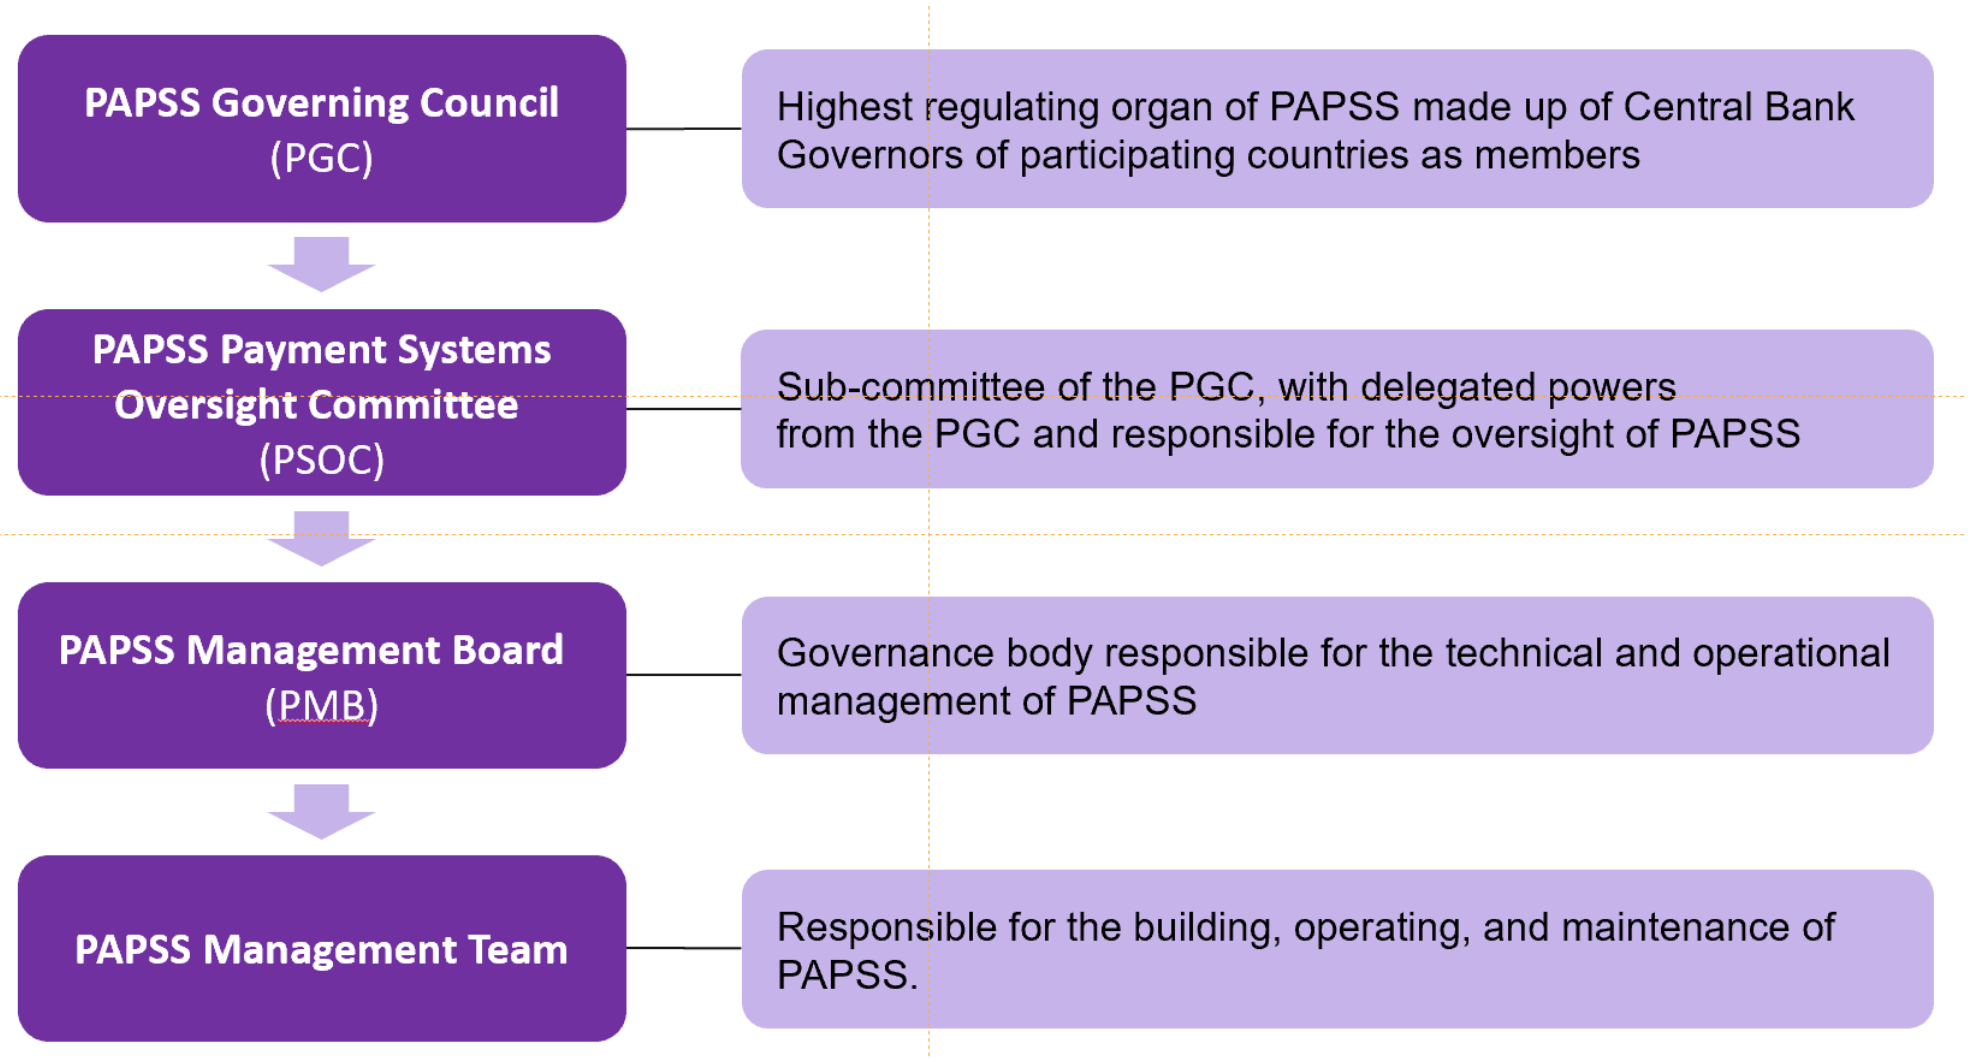 PAPSS Governing Council
(PGC)
Highest regulating organ of PAPSS made up of Central Bank
Governors of participating countries as members
PAPSS Payment Systems
Oversight Committee
(PSOC)
Sub-committee of the PGC, with delegated powers
from the PGC and responsible for the oversight of PAPSS
PAPSS Management Board
(PMB)
Governance body responsible for the technical and operational
management of PAPSS
PAPSS Management Team
Responsible for the building, operating, and maintenance of
PAPSS.